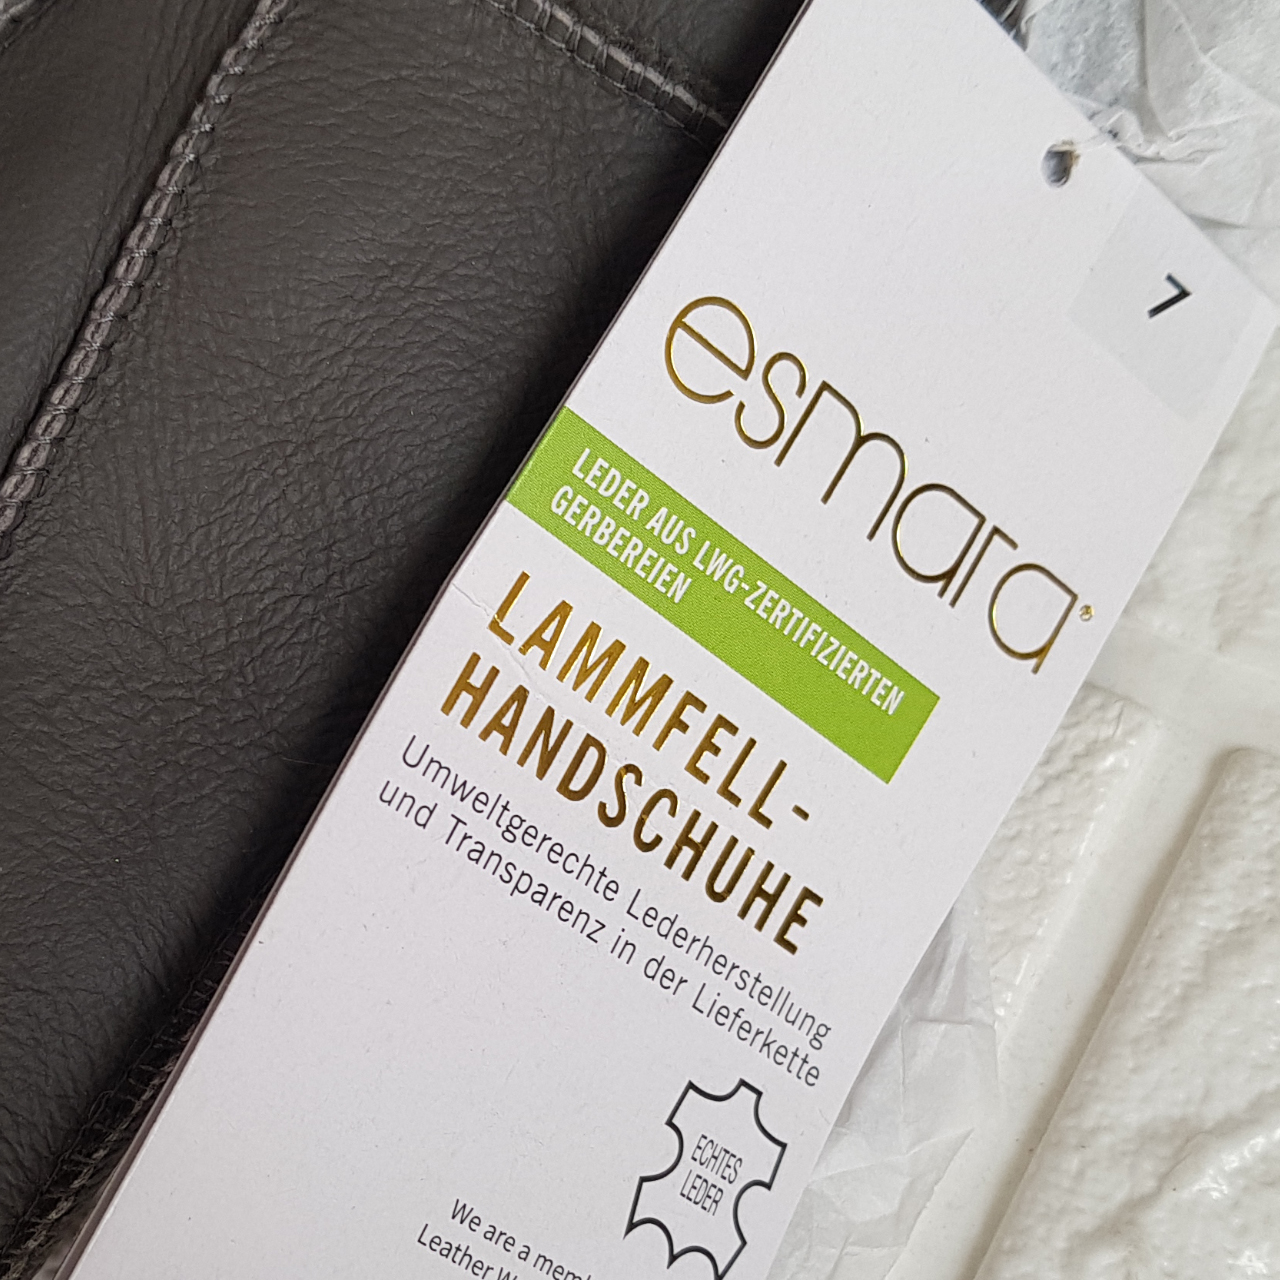 7
esmara®
LEDER AUS LWG-ZERTIFIZIERTEN
GERBEREIEN
LAMMFELL-
HANDSCHUHE
Umweltgerechte Lederherstellung
und Transparenz in der Lieferkette
ECHTES
LEDER
We are a
Leather